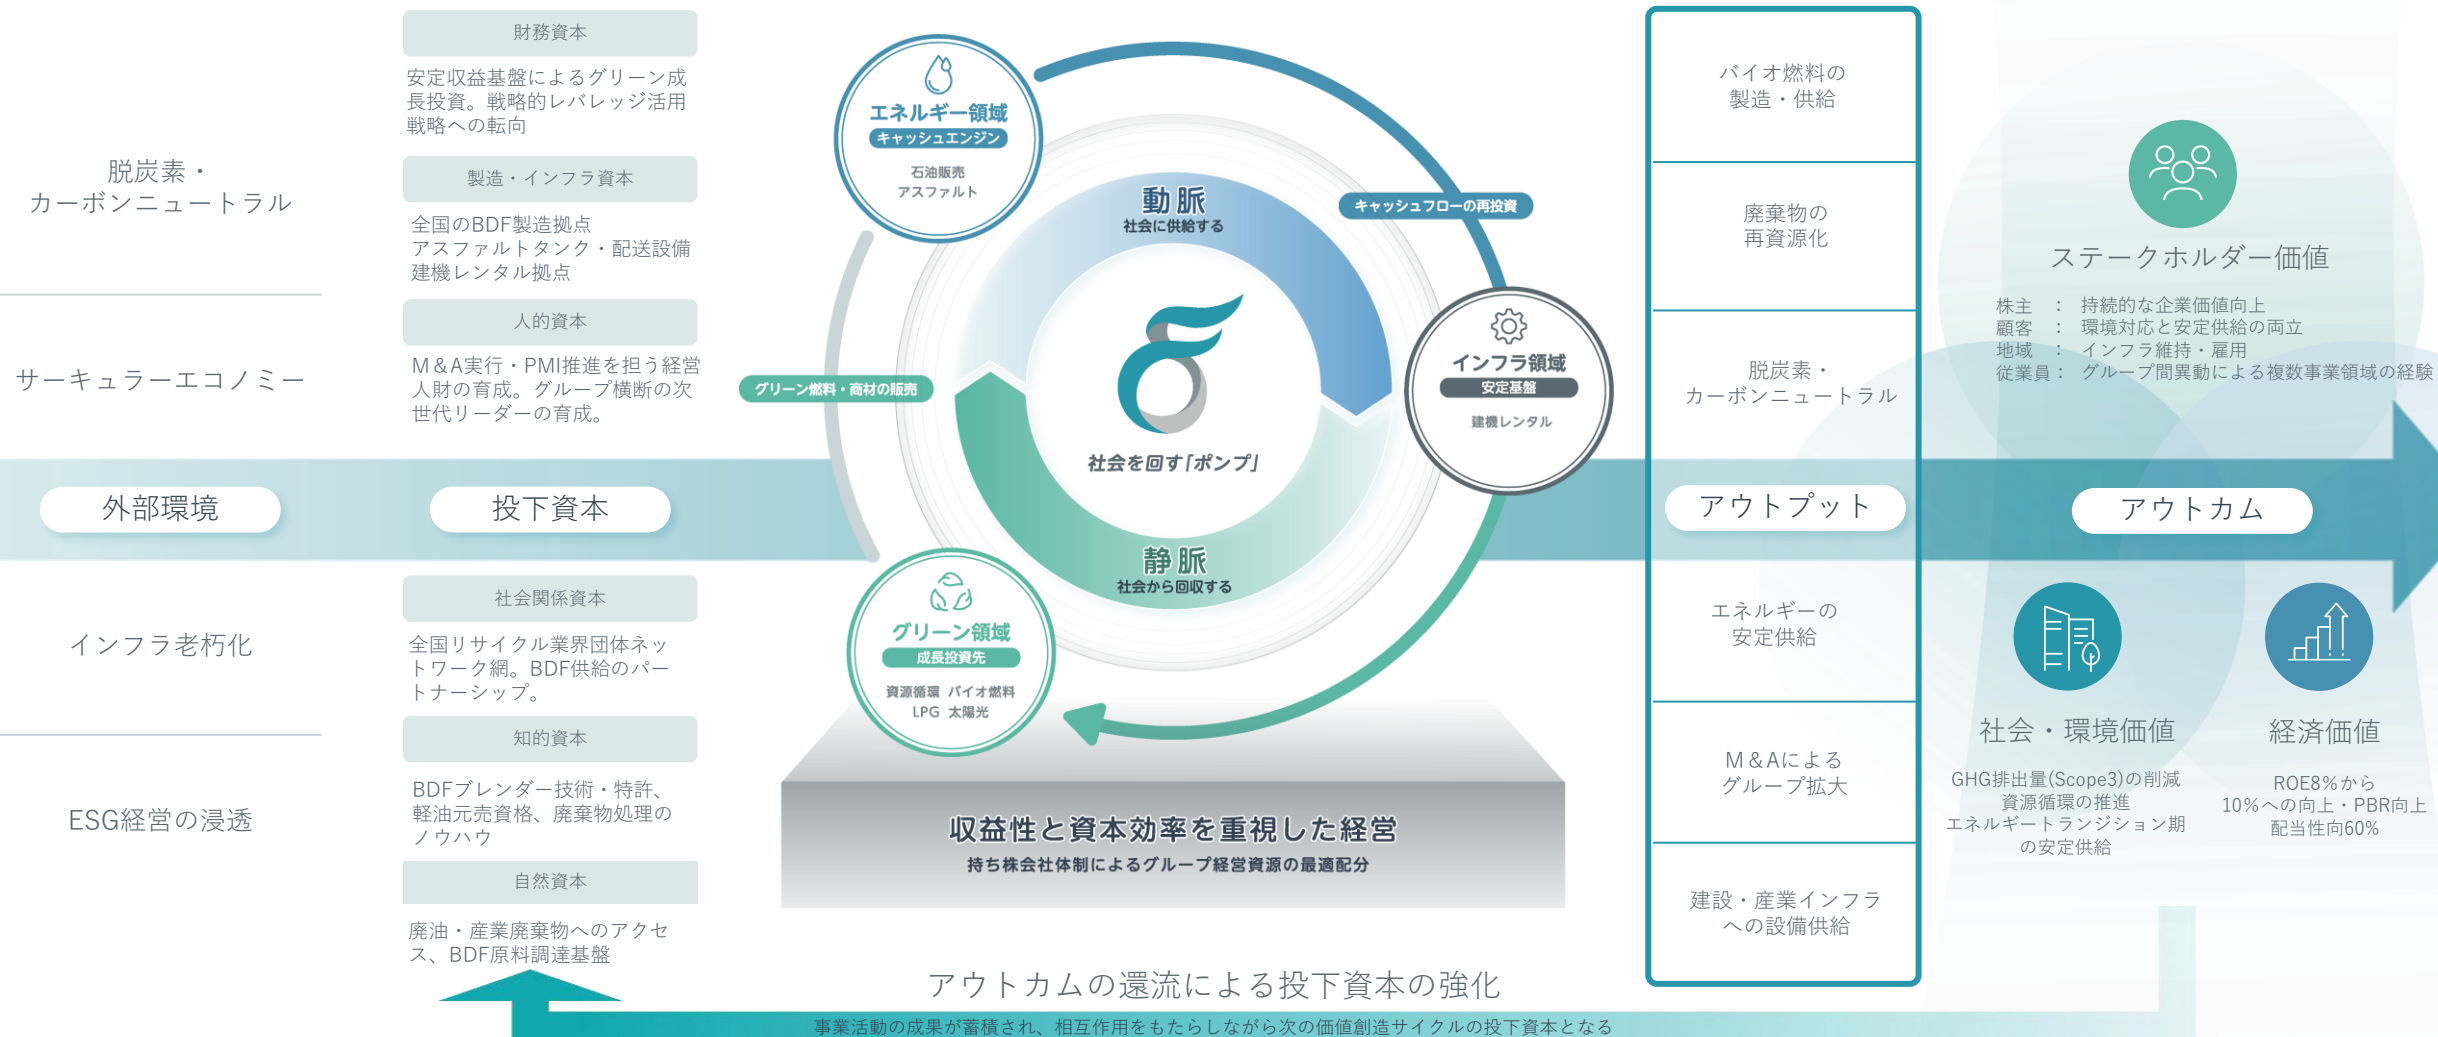 脱炭素・
カーボンニュートラル
サーキュラーエコノミー
外部環境
インフラ老朽化
ESG経営の浸透
財務資本
安定収益基盤によるグリーン成
長投資。戦略的レバレッジ活用
戦略への転向
製造・インフラ資本
全国のBDF製造拠点
アスファルトタンク・配送設備
建機レンタル拠点
人的資本
M＆A実行・PMI推進を担う経営
人財の育成。グループ横断の次
世代リーダーの育成。
投下資本
社会関係資本
全国リサイクル業界団体ネッ
トワーク網。BDF供給のパー
トナーシップ。
知的資本
BDFブレンダー技術・特許、
軽油元売資格、廃棄物処理の
ノウハウ
自然資本
廃油・産業廃棄物へのアクセ
ス、BDF原料調達基盤
エネルギー領域
キャッシュエンジン
石油販売
アスファルト
動脈
社会に供給する
キャッシュフローの再投資
インフラ領域
安定基盤
建機レンタル
グリーン燃料・商材の販売
社会を回す「ポンプ」
静脈
社会から回収する
グリーン領域
成長投資先
資源循環 バイオ燃料
LPG 太陽光
収益性と資本効率を重視した経営
持ち株会社体制によるグループ経営資源の最適配分
バイオ燃料の
製造・供給
廃棄物の
再資源化
脱炭素・
カーボンニュートラル
アウトプット
エネルギーの
安定供給
M＆Aによる
グループ拡大
建設・産業インフラ
への設備供給
ステークホルダー価値
株主 ： 持続的な企業価値向上
顧客 ： 環境対応と安定供給の両立
地域 ： インフラ維持・雇用
従業員： グループ間異動による複数事業領域の経験
アウトカム
社会・環境価値
GHG排出量(Scope3)の削減
資源循環の推進
エネルギートランジション期
の安定供給
経済価値
ROE8%から
10%への向上・PBR向上
配当性向60%
アウトカムの還流による投下資本の強化
事業活動の成果が蓄積され、相互作用をもたらしながら次の価値創造サイクルの投下資本となる